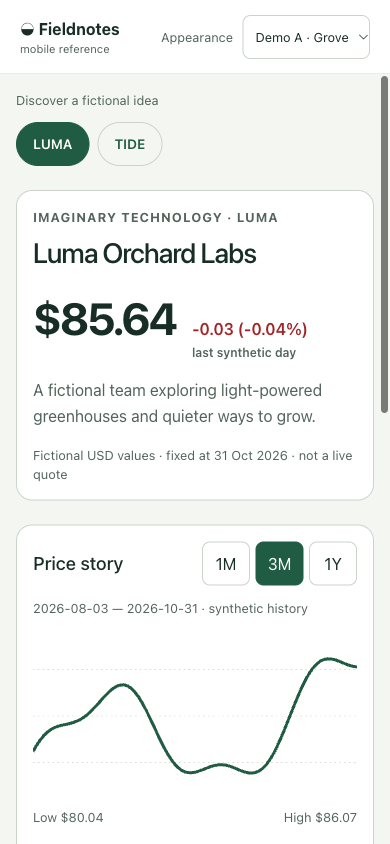 Fieldnotes
mobile reference
Appearance
Demo A · Grove
Discover a fictional idea
LUMA
TIDE
IMAGINARY TECHNOLOGY · LUMA
Luma Orchard Labs
$85.64
-0.03 (-0.04%)
last synthetic day
A fictional team exploring light-powered
greenhouses and quieter ways to grow.
Fictional USD values · fixed at 31 Oct 2026 · not a live
quote
Price story
1M
3M
1Y
2026-08-03 — 2026-10-31 · synthetic history
Low $80.04
High $86.07